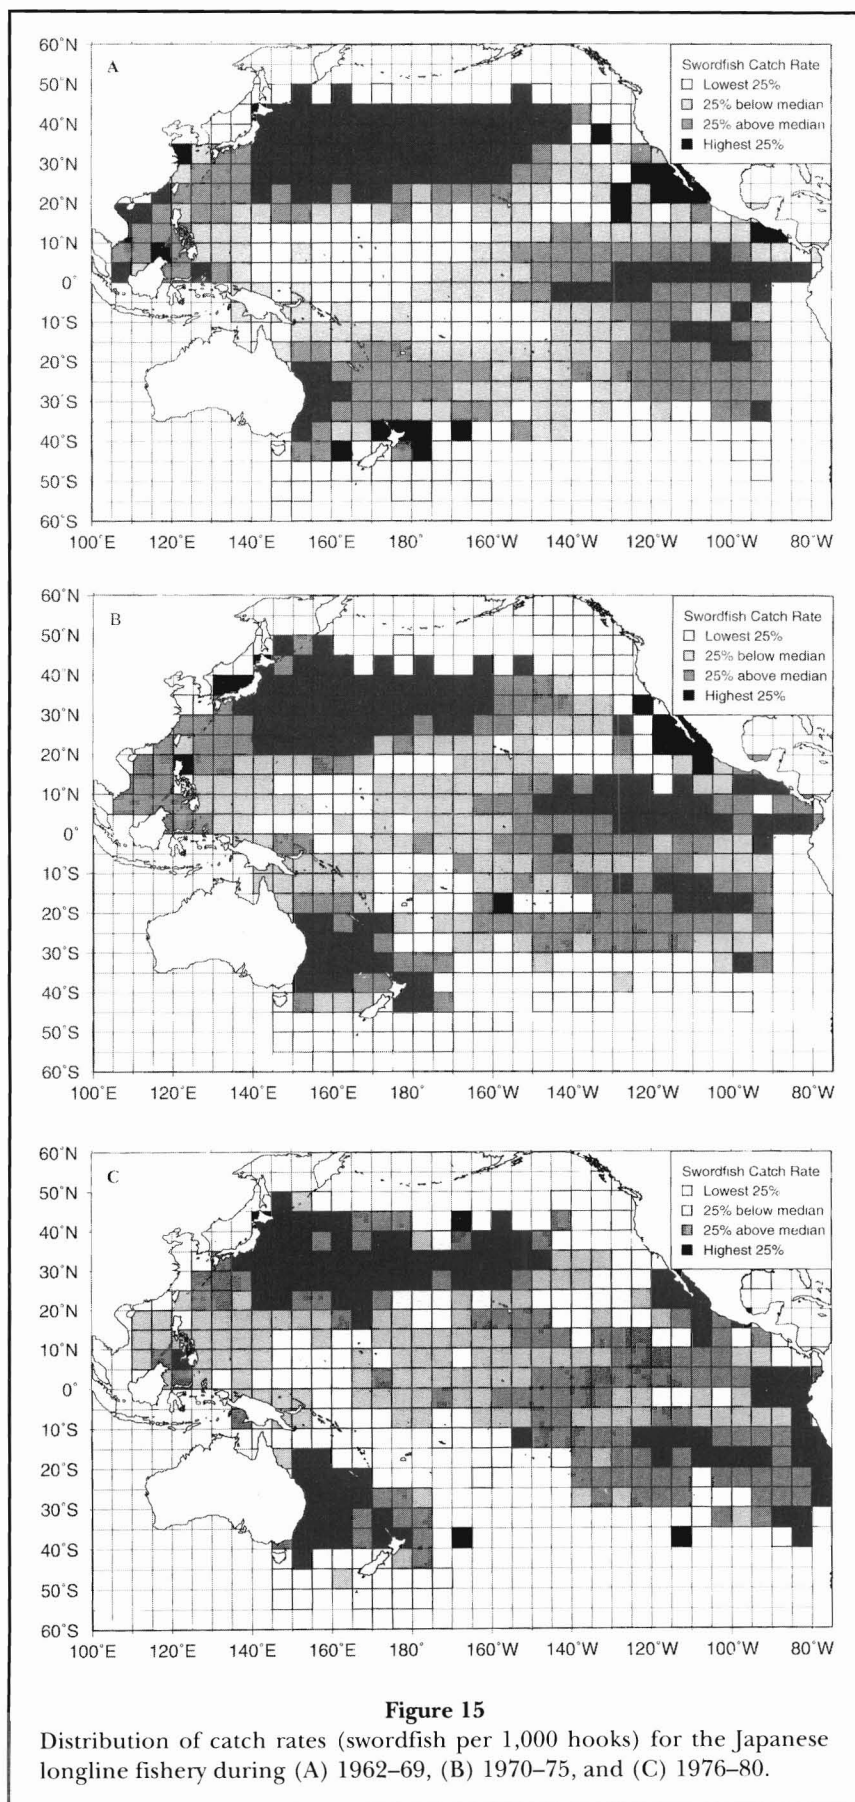 A
60°N
50°N
40°N
30°N
20°N
10°N
0°
10°S
20°S
30°S
40°S
50°S
60°S
Swordfish Catch Rate
Lowest 25%
25% below median
25% above median
Highest 25%
100°E 120°E 140°E 160°E 180° 160°W 140°W 120°W 100°W 80°W
B
60°N
50°N
40°N
30°N
20°N
10°N
0°
10°S
20°S
30°S
40°S
50°S
60°S
Swordfish Catch Rate
Lowest 25%
25% below median
25% above median
Highest 25%
100°E 120°E 140°E 160°E 180° 160°W 140°W 120°W 100°W 80°W
C
60°N
50°N
40°N
30°N
20°N
10°N
0°
10°S
20°S
30°S
40°S
50°S
60°S
Swordfish Catch Rate
Lowest 25%
25% below median
25% above median
Highest 25%
100°E 120°E 140°E 160°E 180° 160°W 140°W 120°W 100°W 80°W
Figure 15
Distribution of catch rates (swordfish per 1,000 hooks) for the Japanese
longline fishery during (A) 1962–69, (B) 1970–75, and (C) 1976–80.